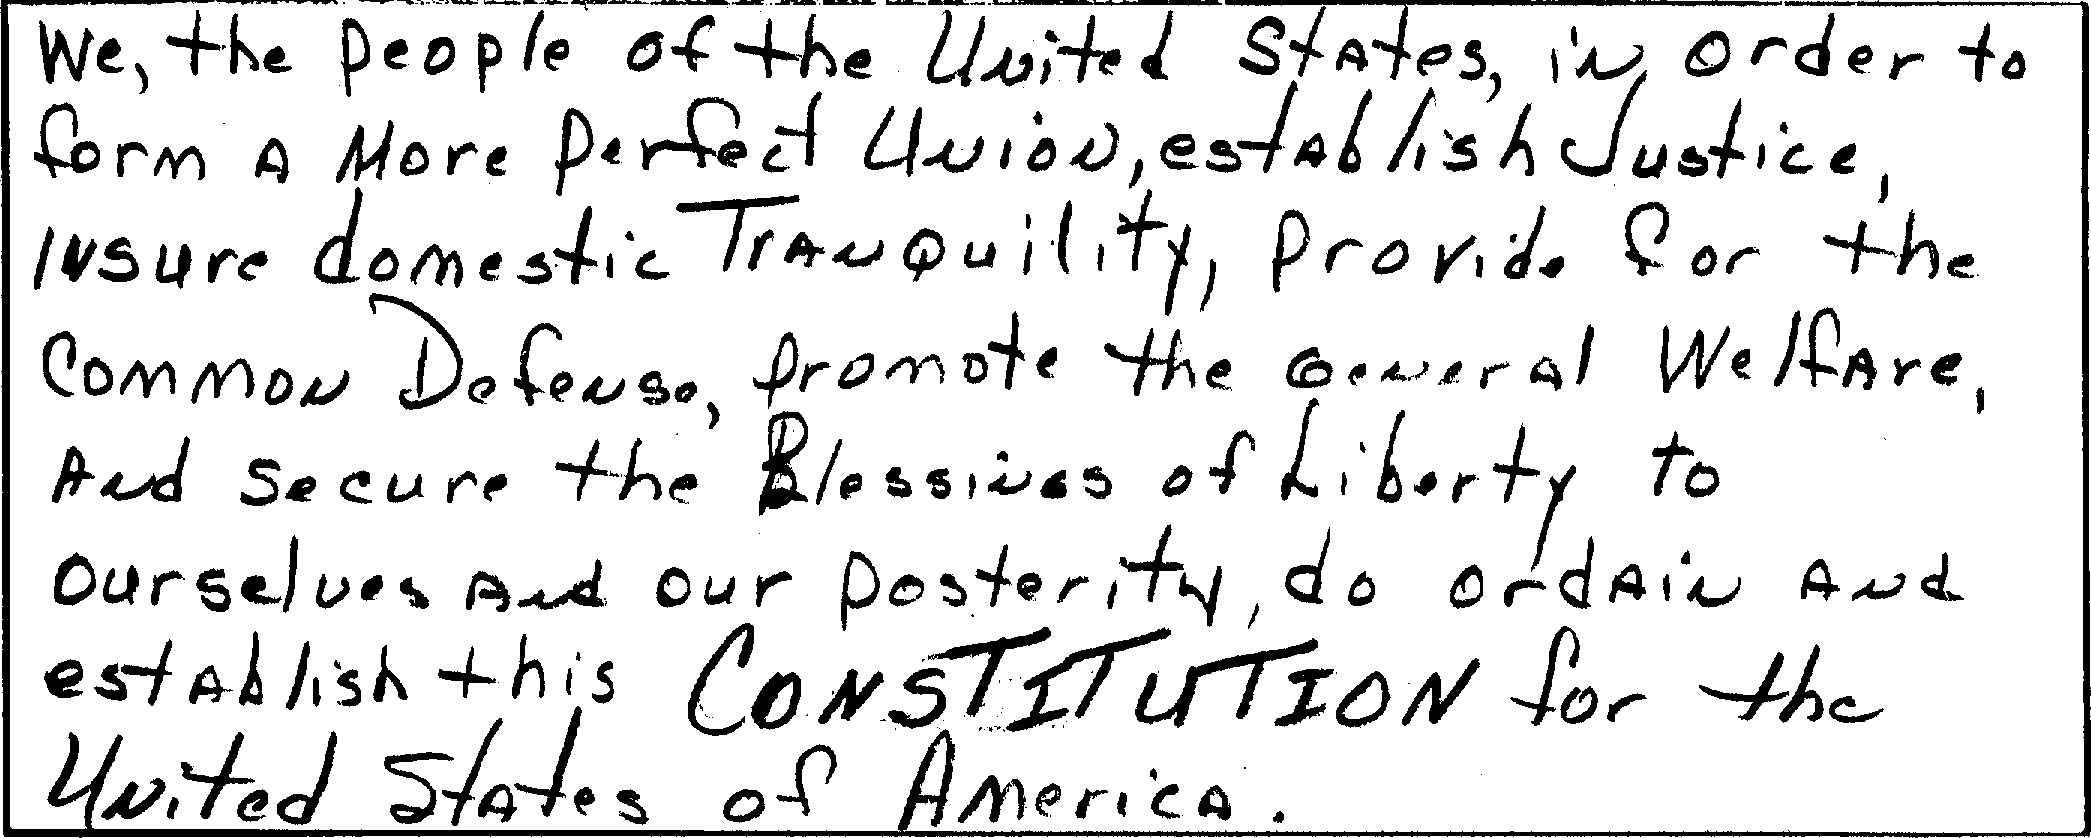 We, the people of the United States, in order to
form a More perfect Union, establish Justice,
insure domestic Tranquility, provide for the
Common Defense, promote the General Welfare,
And secure the Blessings of Liberty to
ourselves and our posterity, do ordain and
establish this CONSTITUTION for the
United States of America.